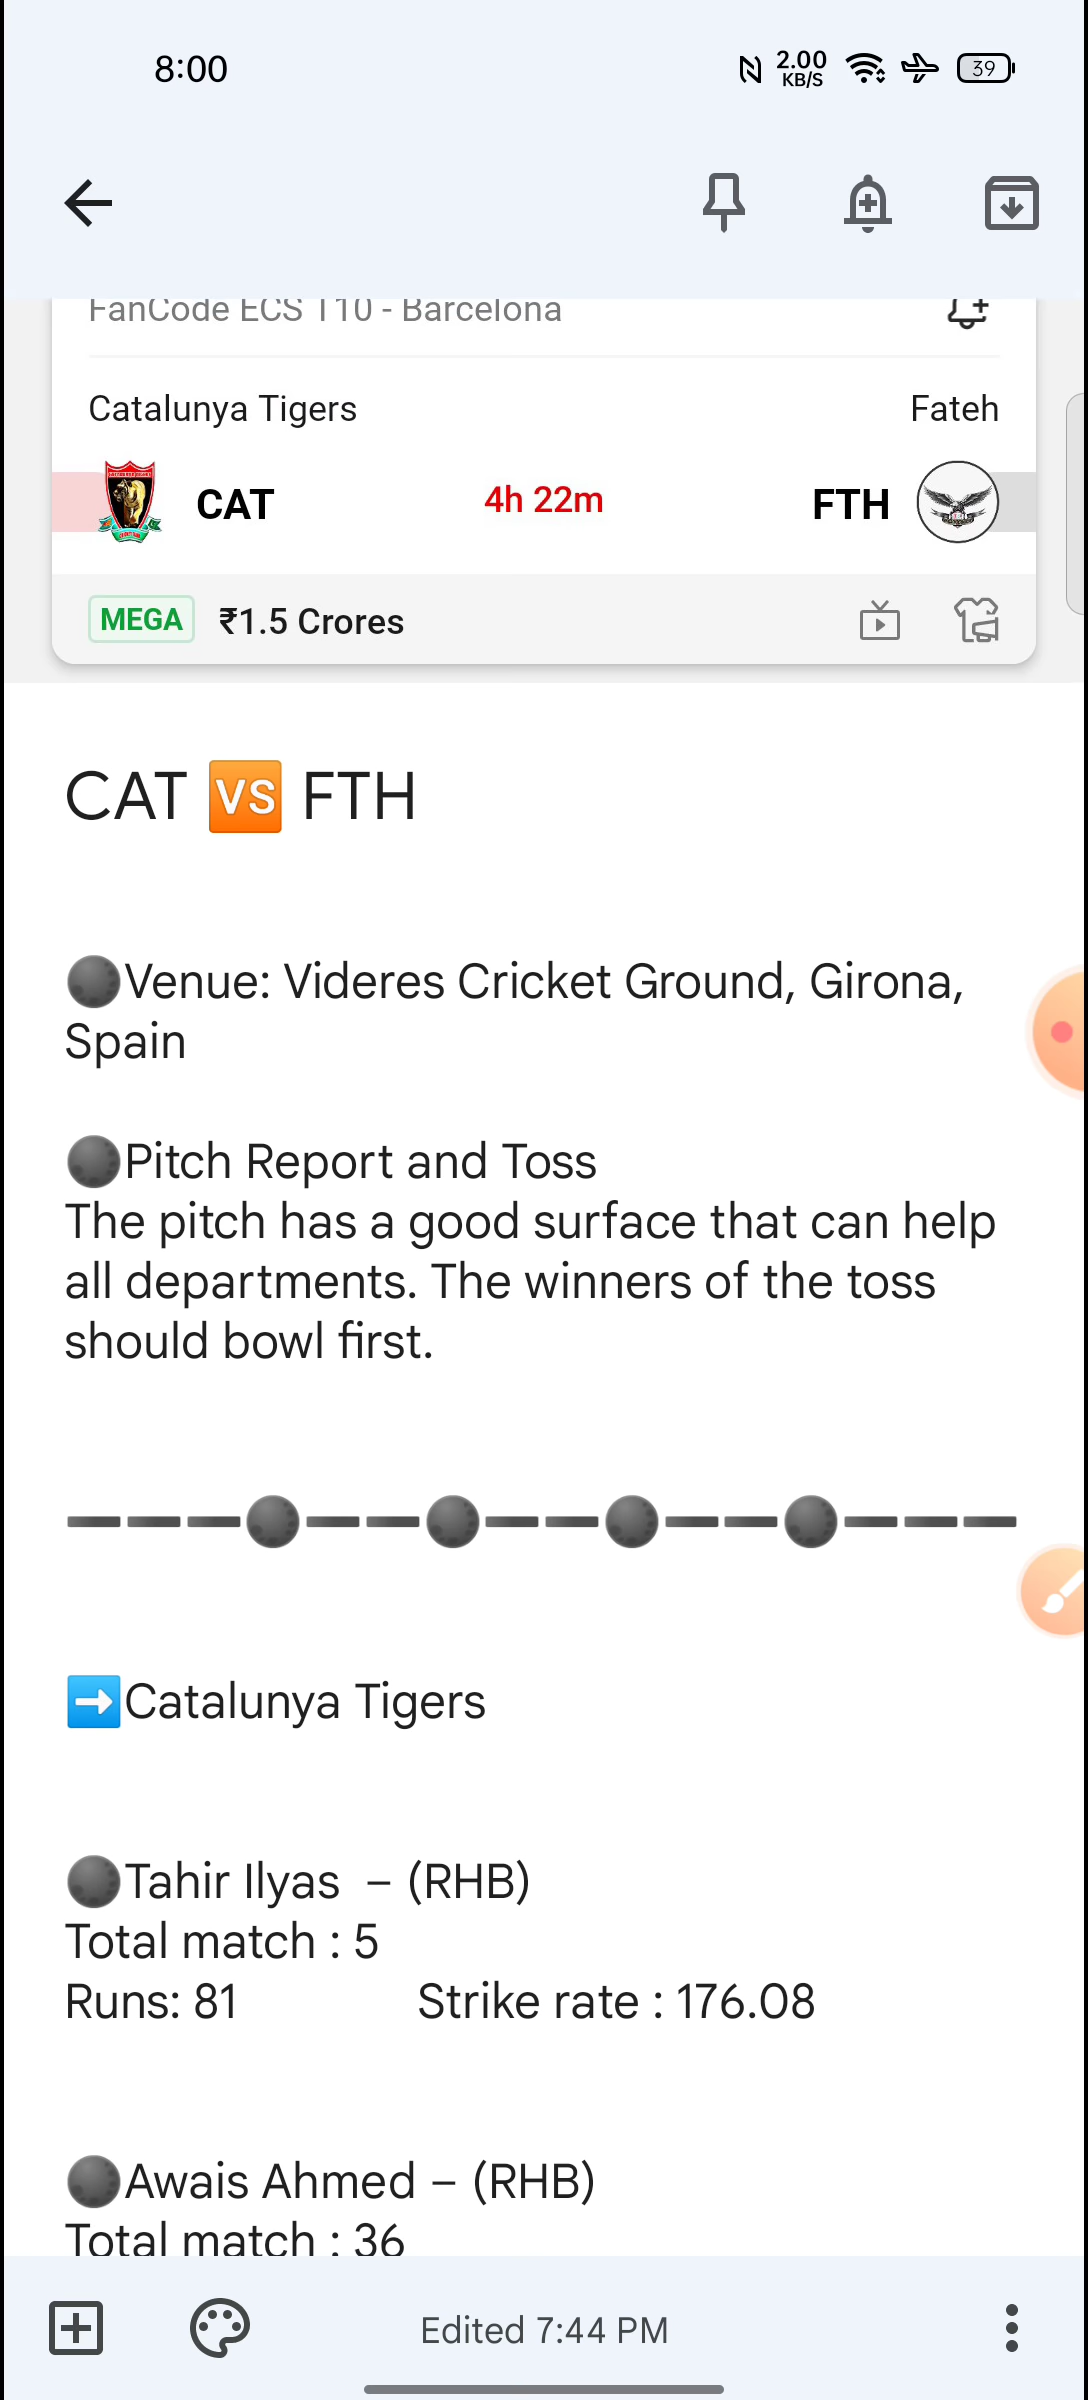 8:00
2.00
KB/S
39
FanCode ECS T10 - Barcelona
Catalunya Tigers
Fateh
CAT
4h 22m
FTH
MEGA
₹1.5 Crores
CAT 🆚 FTH
🌑Venue: Videres Cricket Ground, Girona,
Spain
🌑Pitch Report and Toss
The pitch has a good surface that can help
all departments. The winners of the toss
should bowl first.
➖➖➖🌑➖➖🌑➖➖🌑➖➖🌑➖➖➖
➡️Catalunya Tigers
🌑Tahir Ilyas – (RHB)
Total match : 5
Runs: 81 Strike rate : 176.08
🌑Awais Ahmed – (RHB)
Total match : 36
Edited 7:44 PM